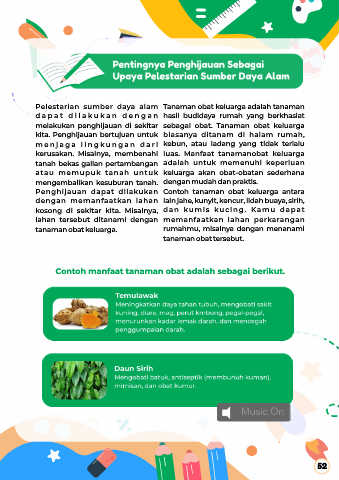 Pentingnya Penghijauan Sebagai
Upaya Pelestarian Sumber Daya Alam
Pelestarian sumber daya alam
dapat dilakukan dengan
melakukan penghijauan di sekitar
kita. Penghijauan bertujuan untuk
menjaga lingkungan dari
kerusakan. Misalnya, membenahi
tanah bekas galian pertambangan
atau memupuk tanah untuk
mengembalikan kesuburan tanah.
Penghijauan dapat dilakukan
dengan memanfaatkan lahan
kosong di sekitar kita. Misalnya,
lahan tersebut ditanami dengan
tanaman obat keluarga.
Tanaman obat keluarga adalah tanaman
hasil budidaya rumah yang berkhasiat
sebagai obat. Tanaman obat keluarga
biasanya ditanam di halam rumah,
kebun, atau ladang yang tidak terlalu
luas. Manfaat tanamanobat keluarga
adalah untuk memenuhi keperluan
keluarga akan obat-obatan sederhana
dengan mudah dan praktis.
Contoh tanaman obat keluarga antara
lain jahe, kunyit, kencur, lidah buaya, sirih,
dan kumis kucing. Kamu dapat
memanfaatkan lahan perkarangan
rumahmu, misalnya dengan menanami
tanaman obat tersebut.
Contoh manfaat tanaman obat adalah sebagai berikut.
Temulawak
Meningkatkan daya tahan tubuh, mengobati sakit
kuning, diare, mag, perut kembung, pegal-pegal,
menurunkan kadar lemak darah, dan mencegah
penggumpalan darah.
Daun Sirih
Mengobati batuk, antiseptik (membunuh kuman),
mimisan, dan obat kumur.
Music On
52